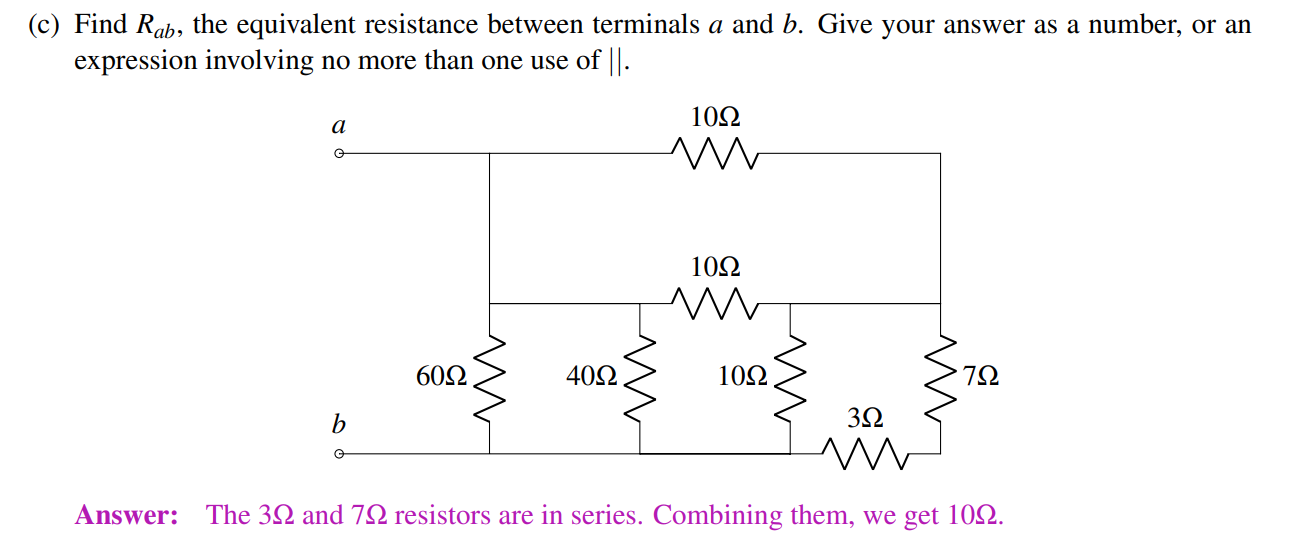 (c) Find Rab, the equivalent resistance between terminals a and b. Give your answer as a number, or an
expression involving no more than one use of ||.
10Ω
a
10Ω
60Ω
40Ω
10Ω
7Ω
3Ω
b
Answer: The 3Ω and 7Ω resistors are in series. Combining them, we get 10Ω.